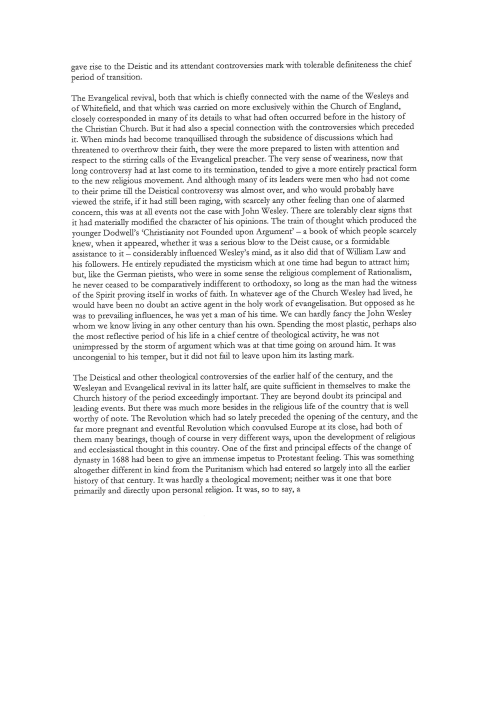 gave rise to the Deistic and its attendant controversies mark with tolerable definiteness the chief
period of transition.
The Evangelical revival, both that which is chiefly connected with the name of the Wesleys and
of Whitefield, and that which was carried on more exclusively within the Church of England,
closely corresponded in many of its details to what had often occurred before in the history of
the Christian Church. But it had also a special connection with the controversies which preceded
it. When minds had become tranquillised through the subsidence of discussions which had
threatened to overthrow their faith, they were the more prepared to listen with attention and
respect to the stirring calls of the Evangelical preacher. The very sense of weariness, now that
long controversy had at last come to its termination, tended to give a more entirely practical form
to the new religious movement. And although many of its leaders were men who had not come
to their prime till the Deistical controversy was almost over, and who would probably have
viewed the strife, if it had still been raging, with scarcely any other feeling than one of alarmed
concern, this was at all events not the case with John Wesley. There are tolerably clear signs that
it had materially modified the character of his opinions. The train of thought which produced the
younger Dodwell's 'Christianity not Founded upon Argument' – a book of which people scarcely
knew, when it appeared, whether it was a serious blow to the Deist cause, or a formidable
assistance to it – considerably influenced Wesley's mind, as it also did that of William Law and
his followers. He entirely repudiated the mysticism which at one time had begun to attract him;
but, like the German pietists, who were in some sense the religious complement of Rationalism,
he never ceased to be comparatively indifferent to orthodoxy, so long as the man had the witness
of the Spirit proving itself in works of faith. In whatever age of the Church Wesley had lived, he
would have been no doubt an active agent in the holy work of evangelisation. But opposed as he
was to prevailing influences, he was yet a man of his time. We can hardly fancy the John Wesley
whom we know living in any other century than his own. Spending the most plastic, perhaps also
the most reflective period of his life in a chief centre of theological activity, he was not
unimpressed by the storm of argument which was at that time going on around him. It was
uncongenial to his temper, but it did not fail to leave upon him its lasting mark.
The Deistical and other theological controversies of the earlier half of the century, and the
Wesleyan and Evangelical revival in its latter half, are quite sufficient in themselves to make the
Church history of the period exceedingly important. They are beyond doubt its principal and
leading events. But there was much more besides in the religious life of the country that is well
worthy of note. The Revolution which had so lately preceded the opening of the century, and the
far more pregnant and eventful Revolution which convulsed Europe at its close, had both of
them many bearings, though of course in very different ways, upon the development of religious
and ecclesiastical thought in this country. One of the first and principal effects of the change of
dynasty in 1688 had been to give an immense impetus to Protestant feeling. This was something
altogether different in kind from the Puritanism which had entered so largely into all the earlier
history of that century. It was hardly a theological movement; neither was it one that bore
primarily and directly upon personal religion. It was, so to say, a